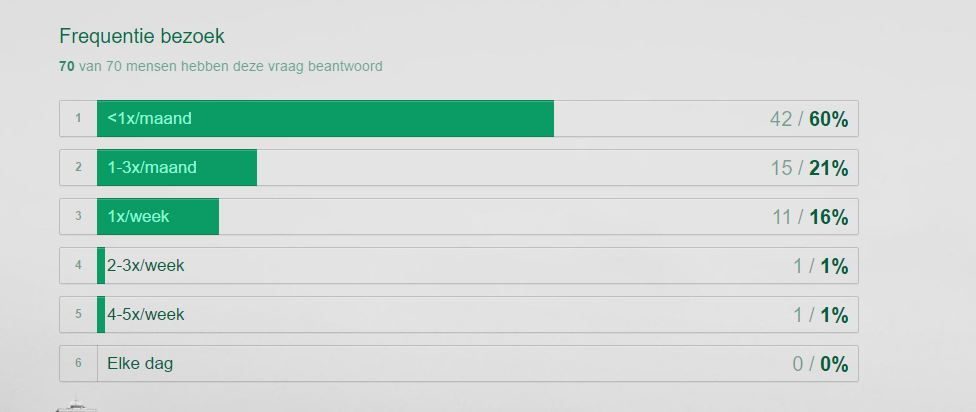 Frequentie bezoek
70 van 70 mensen hebben deze vraag beantwoord
1 <1x/maand 42 / 60%
2 1-3x/maand 15 / 21%
3 1x/week 11 / 16%
4 2-3x/week 1 / 1%
5 4-5x/week 1 / 1%
6 Elke dag 0 / 0%